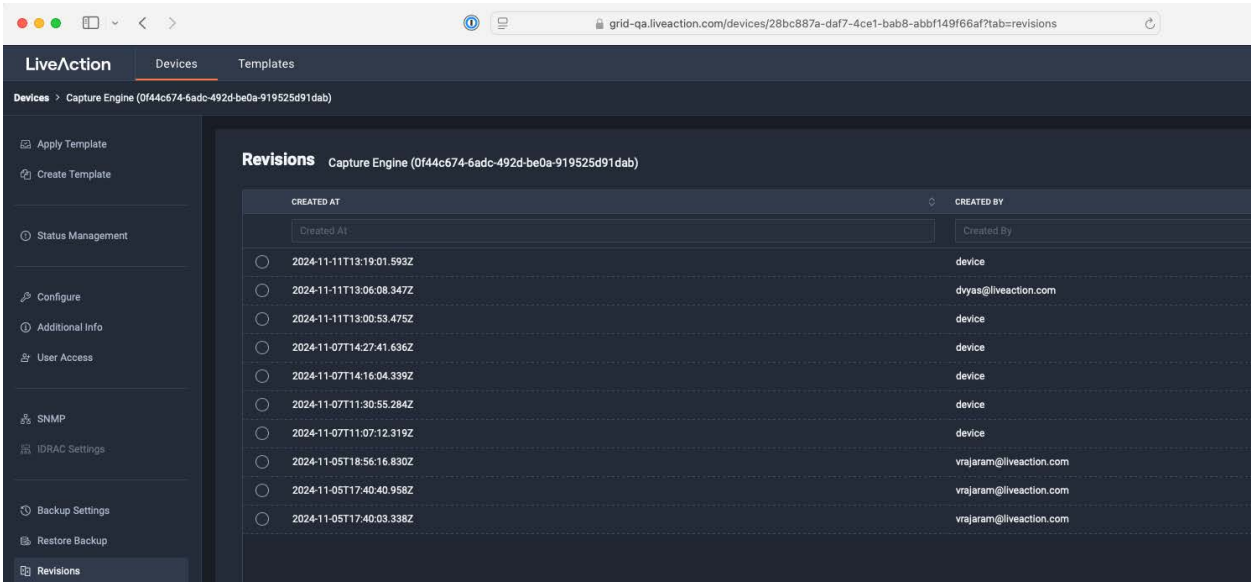 grid-qa.liveaction.com/devices/28bc887a-daf7-4ce1-bab8-abbf149f66af?tab=revisions
LiveAction Devices Templates
Devices > Capture Engine (0f44c674-6adc-492d-be0a-919525d91dab)
Apply Template
Create Template
Status Management
Configure
Additional Info
User Access
SNMP
IDRAC Settings
Backup Settings
Restore Backup
Revisions
Revisions Capture Engine (0f44c674-6adc-492d-be0a-919525d91dab)
CREATED AT CREATED BY
Created At Created By
2024-11-11T13:19:01.593Z device
2024-11-11T13:06:08.347Z dvyas@liveaction.com
2024-11-11T13:00:53.475Z device
2024-11-07T14:27:41.636Z device
2024-11-07T14:16:04.339Z device
2024-11-07T11:30:55.284Z device
2024-11-07T11:07:12.319Z device
2024-11-05T18:56:16.830Z vrajaram@liveaction.com
2024-11-05T17:40:40.958Z vrajaram@liveaction.com
2024-11-05T17:40:03.338Z vrajaram@liveaction.com